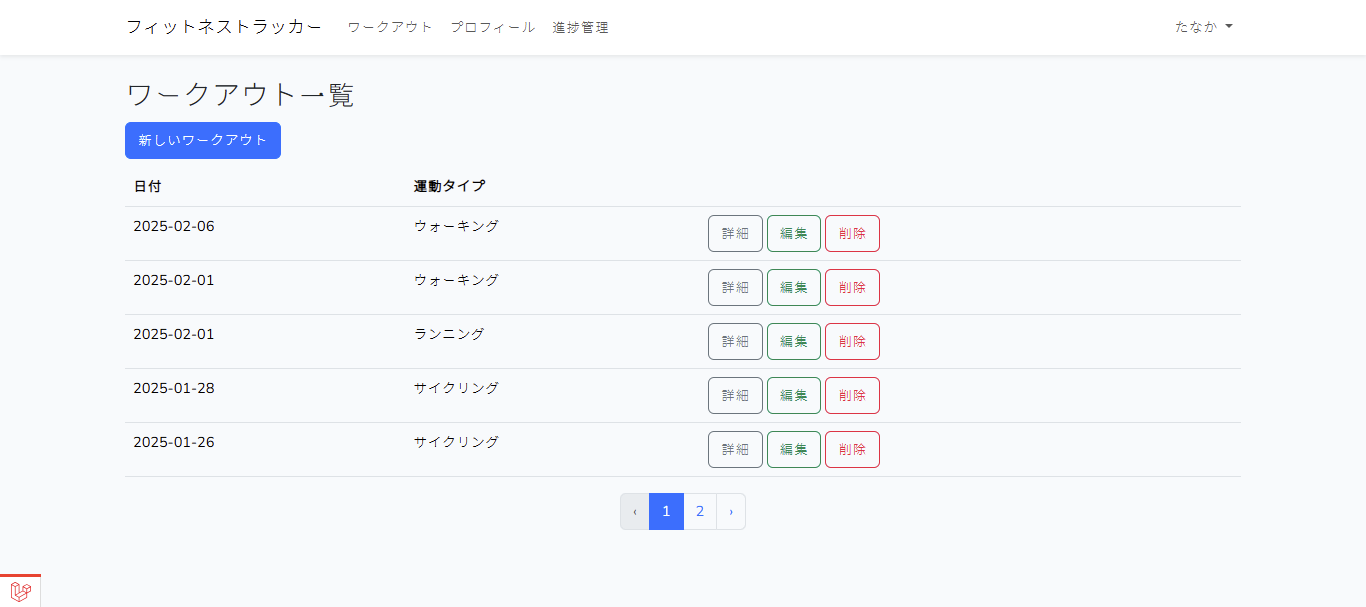 フィットネストラッカー ワークアウト プロフィール 進捗管理 たなか
ワークアウト一覧
新しいワークアウト
日付 運動タイプ
2025-02-06 ウォーキング 詳細 編集 削除
2025-02-01 ウォーキング 詳細 編集 削除
2025-02-01 ランニング 詳細 編集 削除
2025-01-28 サイクリング 詳細 編集 削除
2025-01-26 サイクリング 詳細 編集 削除
‹ 1 2 ›